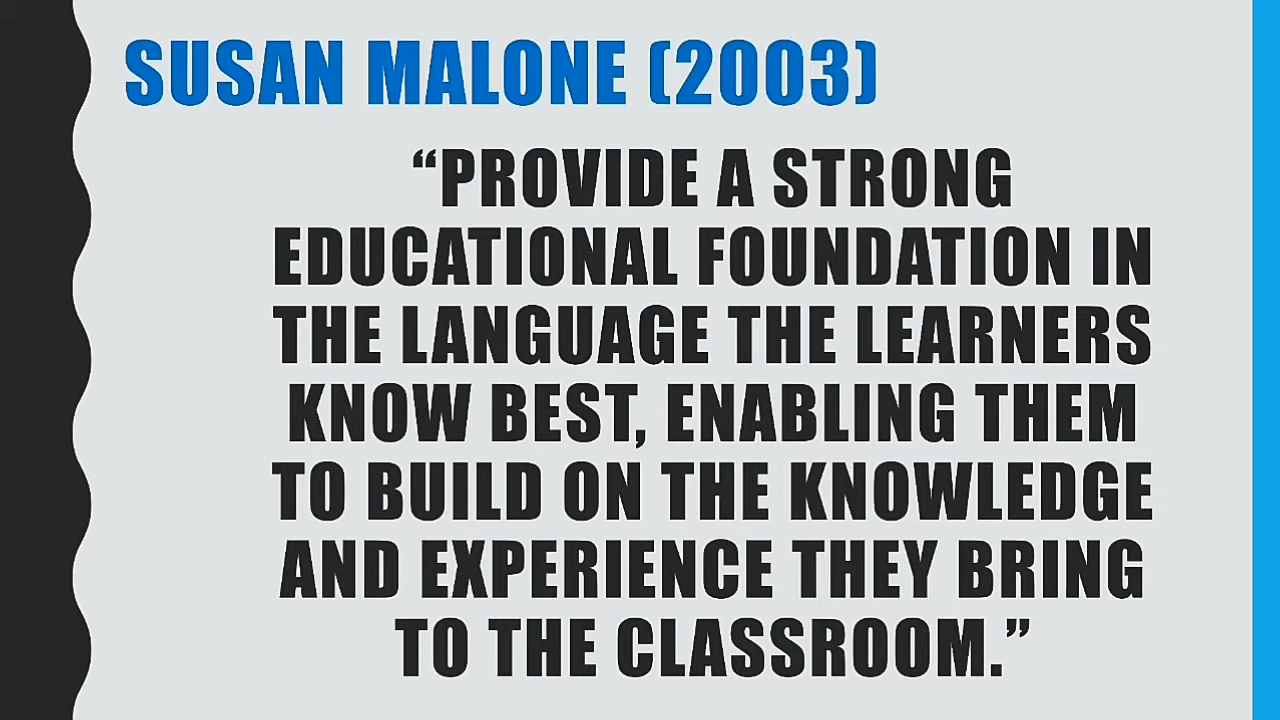 SUSAN MALONE (2003)
“PROVIDE A STRONG
EDUCATIONAL FOUNDATION IN
THE LANGUAGE THE LEARNERS
KNOW BEST, ENABLING THEM
TO BUILD ON THE KNOWLEDGE
AND EXPERIENCE THEY BRING
TO THE CLASSROOM.”